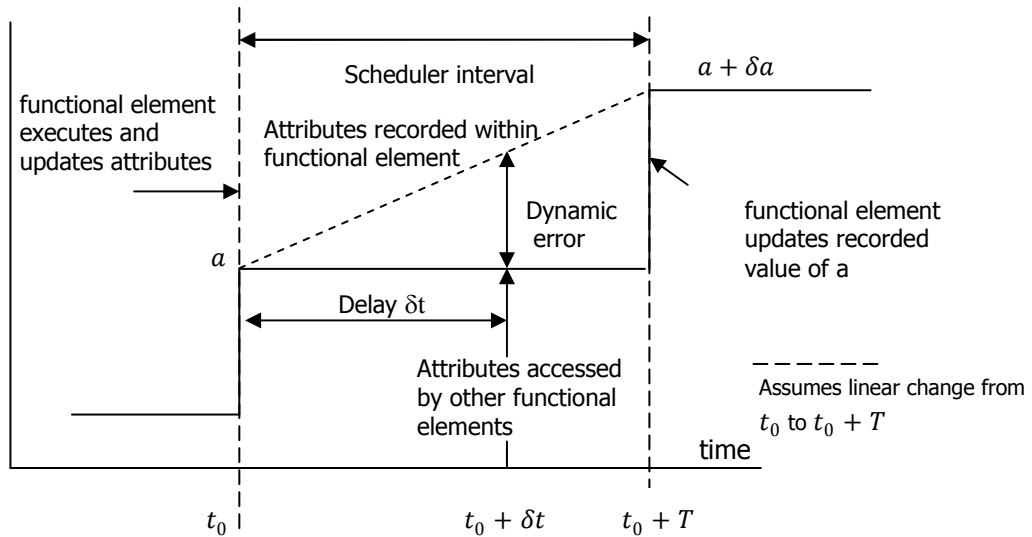 Scheduler interval
𝑎 + 𝛿𝑎
functional element
executes and
updates attributes
Attributes recorded within
functional element
Dynamic
error
functional element
updates recorded
value of a
𝑎
Delay δt
Attributes accessed
by other functional
elements
Assumes linear change from
𝑡₀ to 𝑡₀ + 𝑇
time
𝑡₀
𝑡₀ + 𝛿𝑡
𝑡₀ + 𝑇